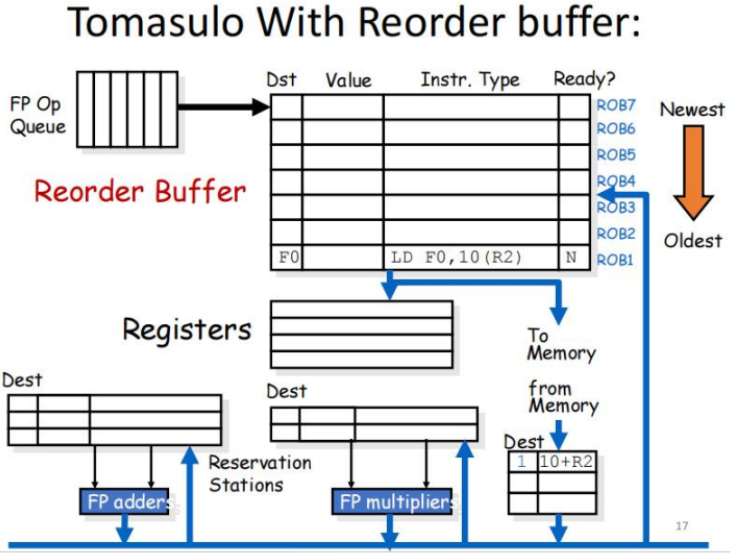 Tomasulo With Reorder buffer:
Dst Value Instr. Type Ready?
FP Op
Queue
ROB7
ROB6
ROB5
ROB4
ROB3
ROB2
ROB1
Newest
Oldest
Reorder Buffer
F0 LD F0,10(R2) N
Registers
To
Memory
from
Memory
Dest
Dest
Dest
1 10+R2
Reservation
Stations
FP adders
FP multipliers
17